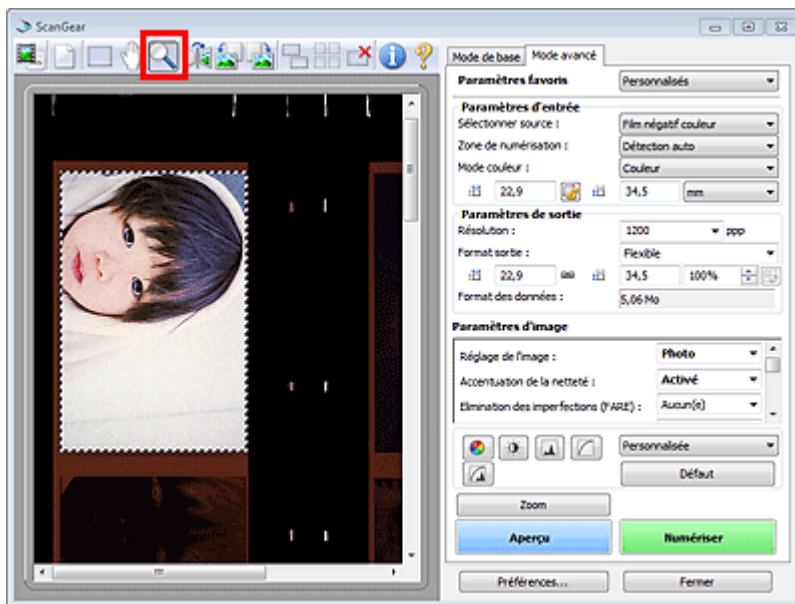 ScanGear
Mode de base Mode avancé
Paramètres favoris Personnalisés
Paramètres d'entrée
Sélectionner source : Film négatif couleur
Zone de numérisation : Détection auto
Mode couleur : Couleur
22,9 34,5 mm
Paramètres de sortie
Résolution : 1200 ppp
Format sortie : Flexible
22,9 34,5 100%
Format des données : 5,06 Mo
Paramètres d'image
Réglage de l'image : Photo
Accentuation de la netteté : Activé
Elimination des imperfections (FARE) : Aucun(e)
Personnalisée
Défaut
Zoom
Aperçu Numériser
Préférences... Fermer